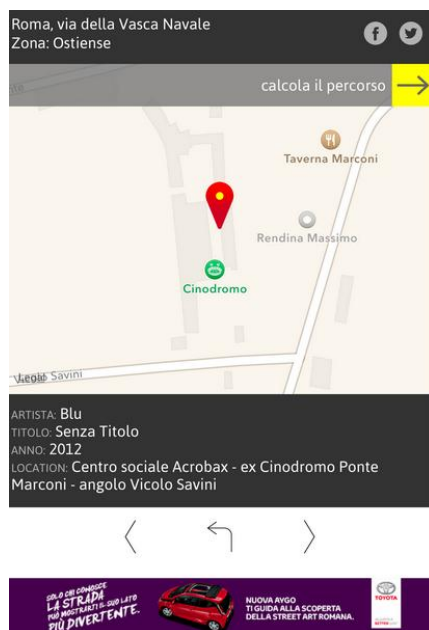 Roma, via della Vasca Navale
Zona: Ostiense
calcola il percorso
Taverna Marconi
Rendina Massimo
Cinodromo
Vicolo Savini
ARTISTA: Blu
TITOLO: Senza Titolo
ANNO: 2012
LOCATION: Centro sociale Acrobax - ex Cinodromo Ponte
Marconi - angolo Vicolo Savini
SOLO CHI CONOSCE
LA STRADA
PUÒ MOSTRARTI IL SUO LATO
PIÙ DIVERTENTE.
NUOVA AYGO
TI GUIDA ALLA SCOPERTA
DELLA STREET ART ROMANA.
TOYOTA